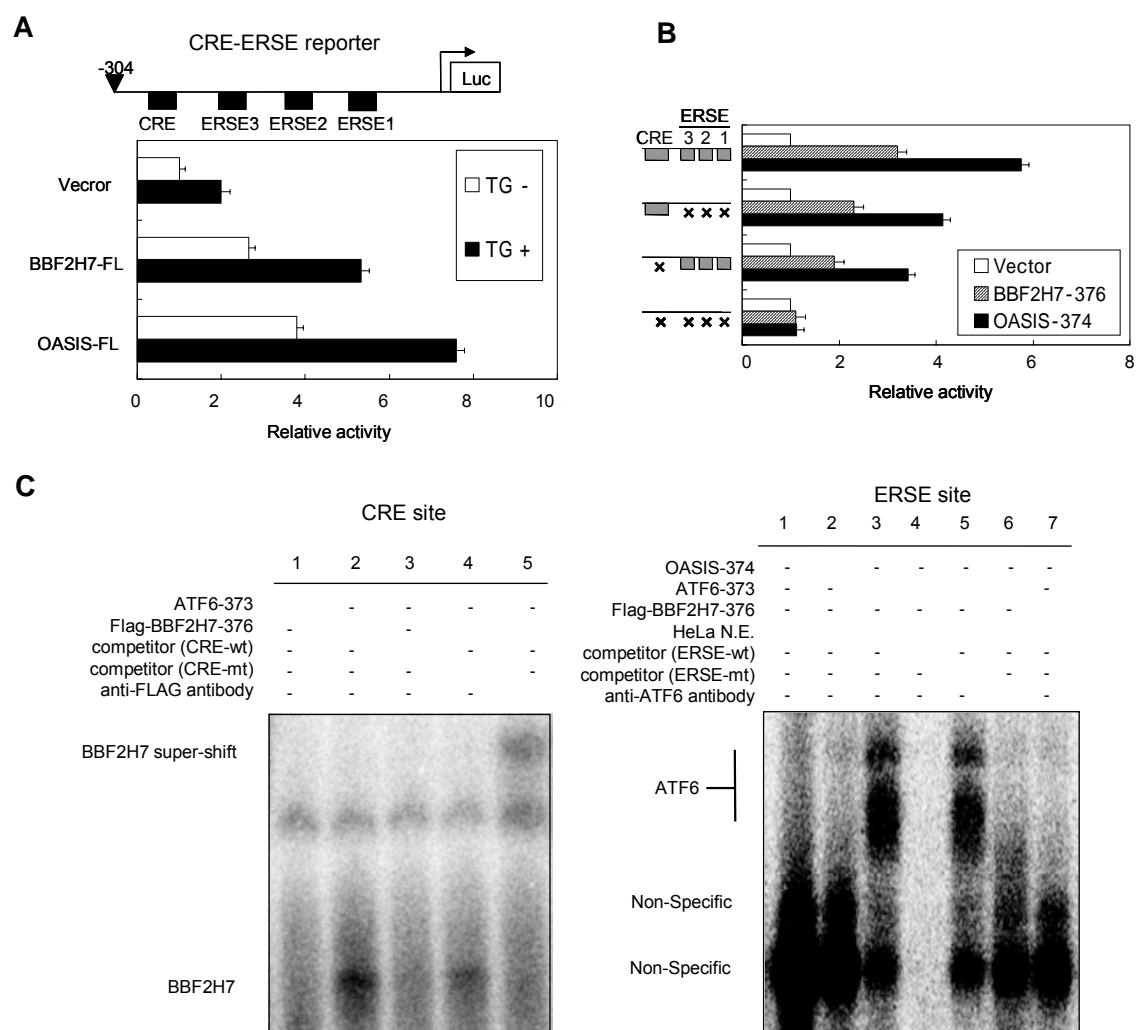 A
CRE-ERSE reporter
-304
Luc
CRE ERSE3 ERSE2 ERSE1
TG -
TG +
Vecror
BBF2H7-FL
OASIS-FL
0 2 4 6 8 10
Relative activity
B
ERSE
CRE 3 2 1
Vector
BBF2H7-376
OASIS-374
0 2 4 6 8
Relative activity
C
CRE site
1 2 3 4 5
ATF6-373 - - - -
Flag-BBF2H7-376 - -
competitor (CRE-wt) - - - -
competitor (CRE-mt) - - - -
anti-FLAG antibody - - - -
BBF2H7 super-shift
BBF2H7
ERSE site
1 2 3 4 5 6 7
OASIS-374 - - - - - -
ATF6-373 - - -
Flag-BBF2H7-376 - - - - - -
HeLa N.E.
competitor (ERSE-wt) - - - - - -
competitor (ERSE-mt) - - - - - -
anti-ATF6 antibody - - - - - -
ATF6
Non-Specific
Non-Specific